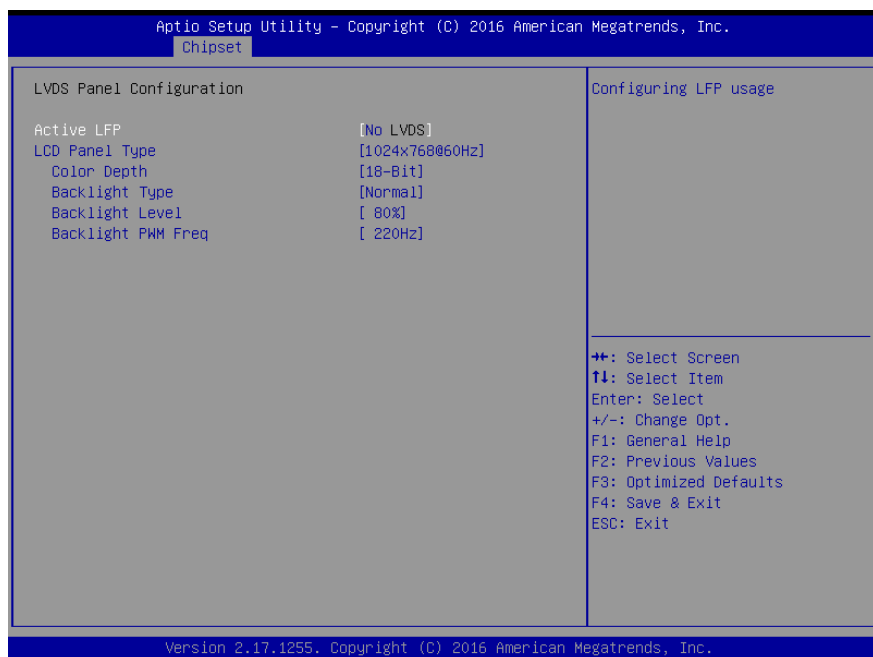 Aptio Setup Utility – Copyright (C) 2016 American Megatrends, Inc.
Chipset
LVDS Panel Configuration
Active LFP [No LVDS]
LCD Panel Type [1024x768@60Hz]
Color Depth [18-Bit]
Backlight Type [Normal]
Backlight Level [ 80%]
Backlight PWM Freq [ 220Hz]
Configuring LFP usage
→←: Select Screen
↑↓: Select Item
Enter: Select
+/-: Change Opt.
F1: General Help
F2: Previous Values
F3: Optimized Defaults
F4: Save & Exit
ESC: Exit
Version 2.17.1255. Copyright (C) 2016 American Megatrends, Inc.